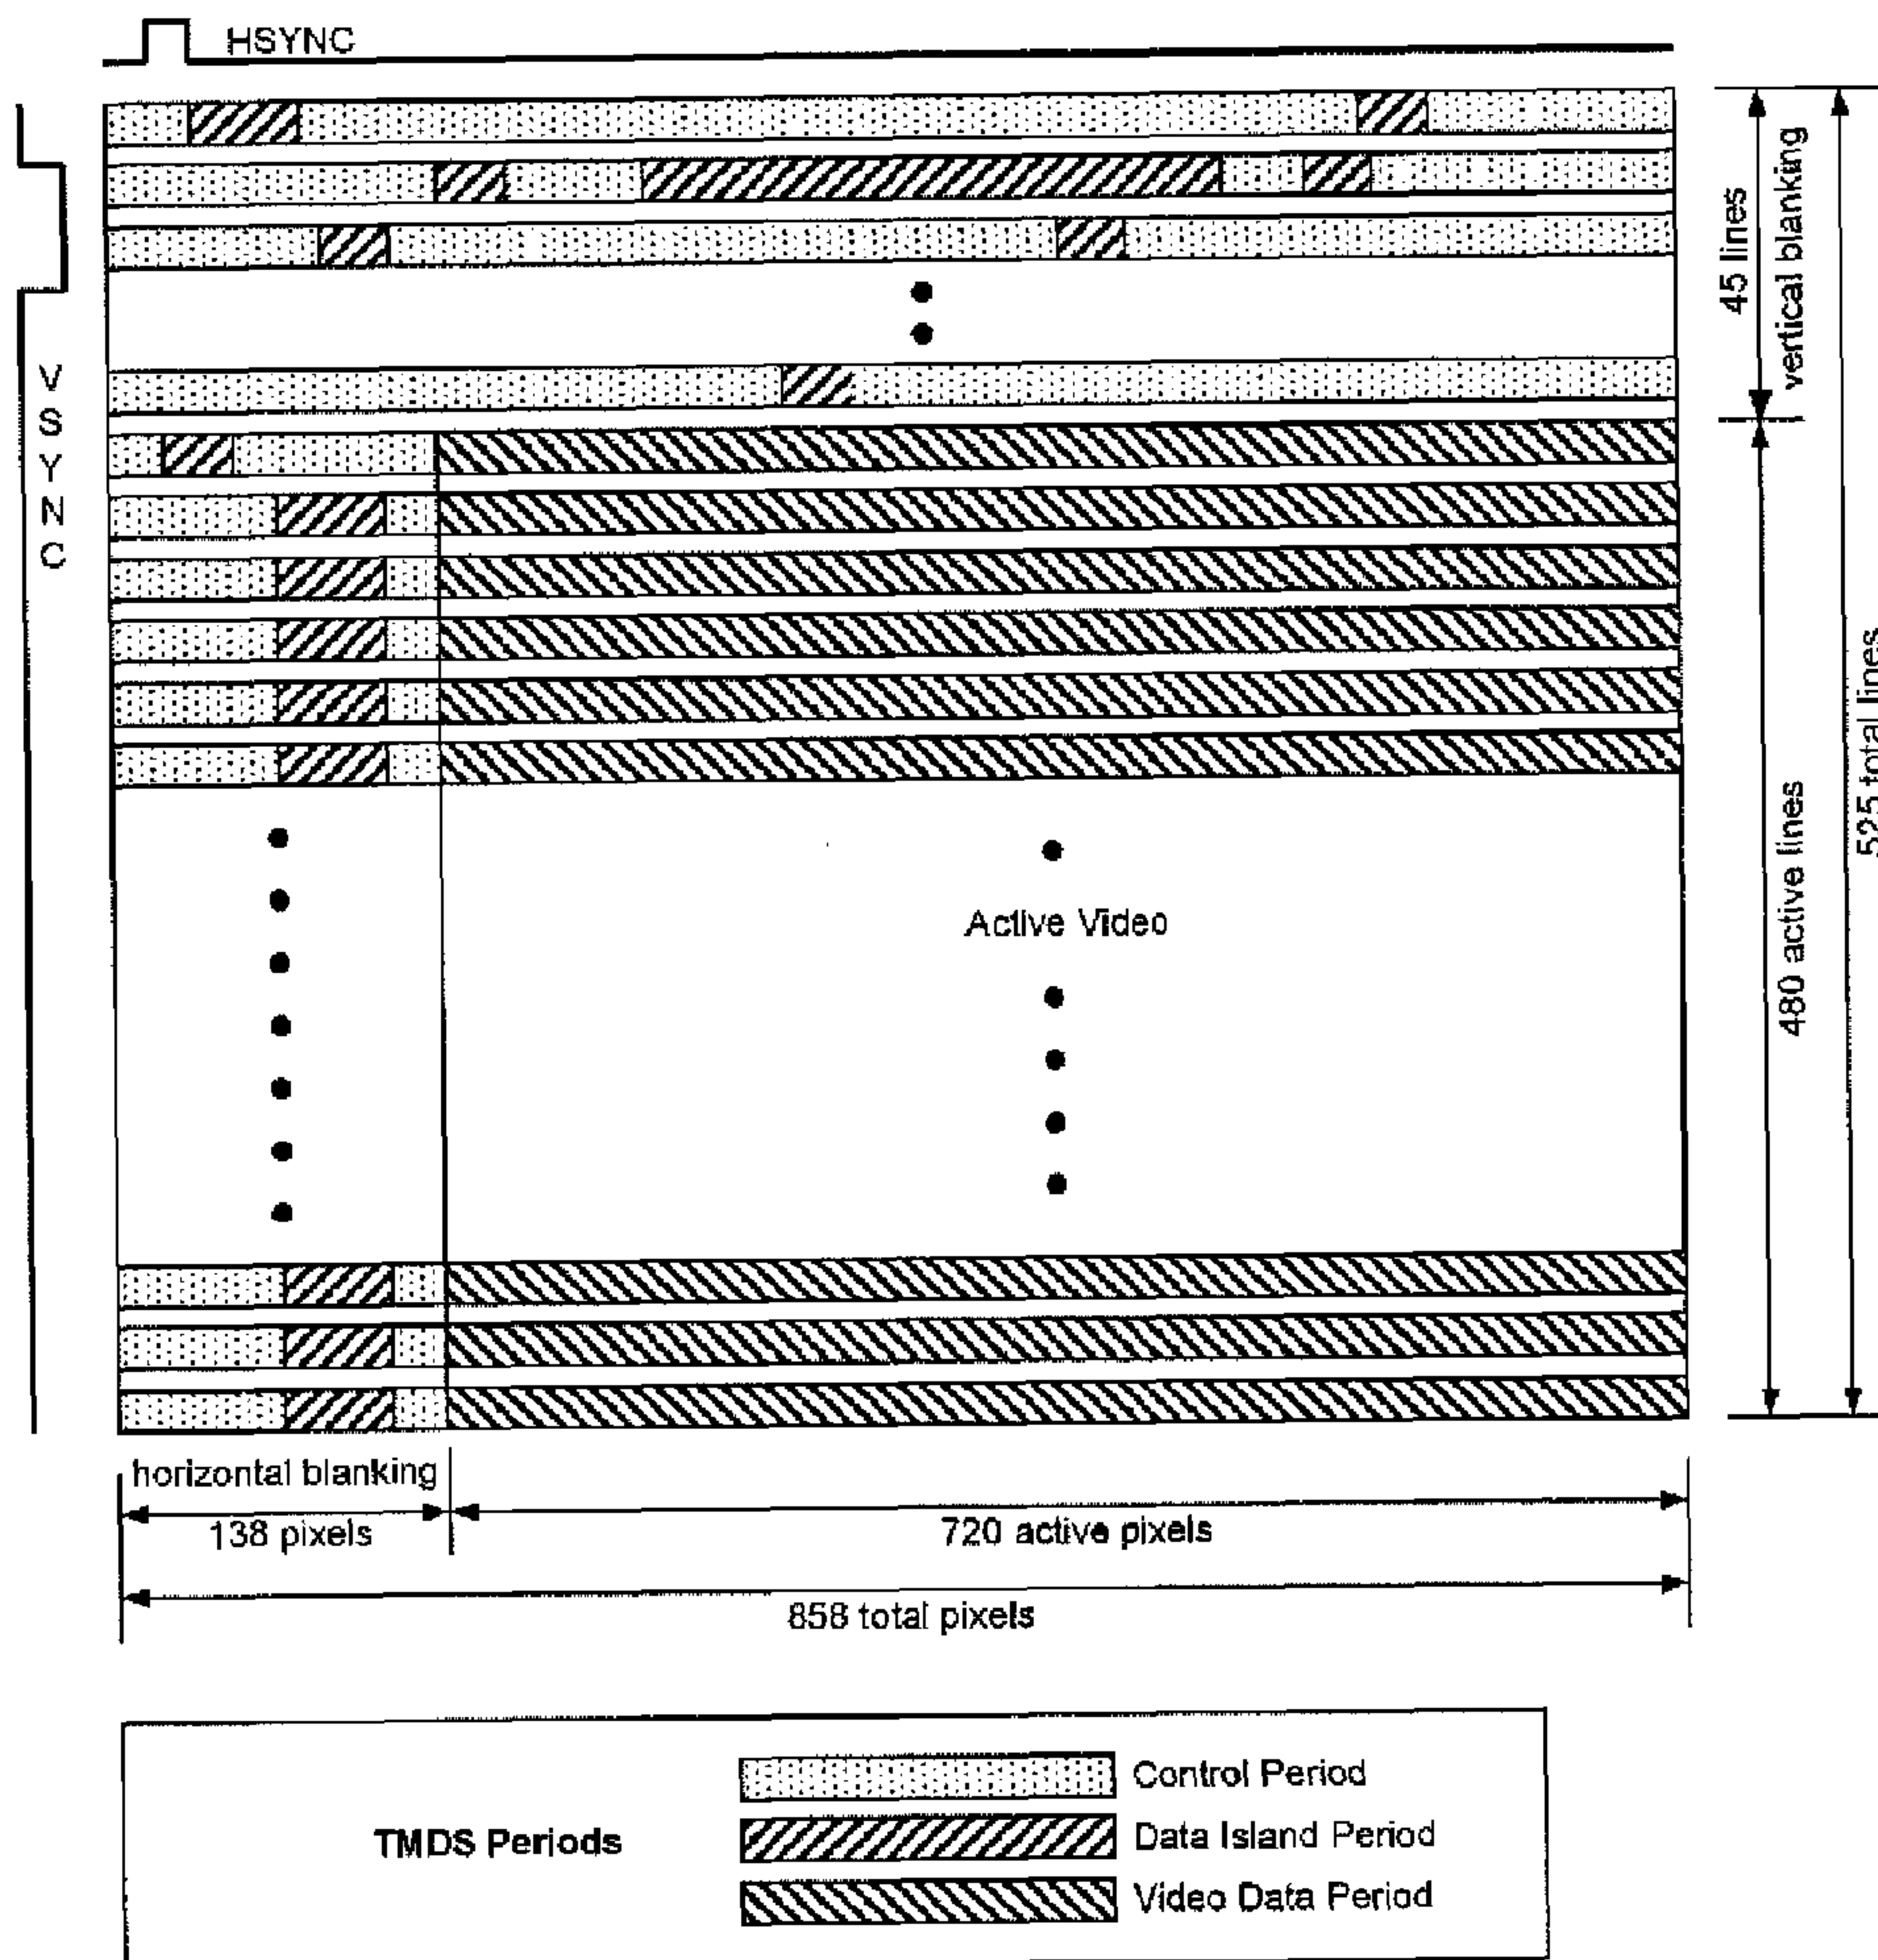 HSYNC
VSYNC
45 lines
vertical blanking
480 active lines
525 total lines
Active Video
horizontal blanking
138 pixels
720 active pixels
858 total pixels
TMDS Periods
Control Period
Data Island Period
Video Data Period